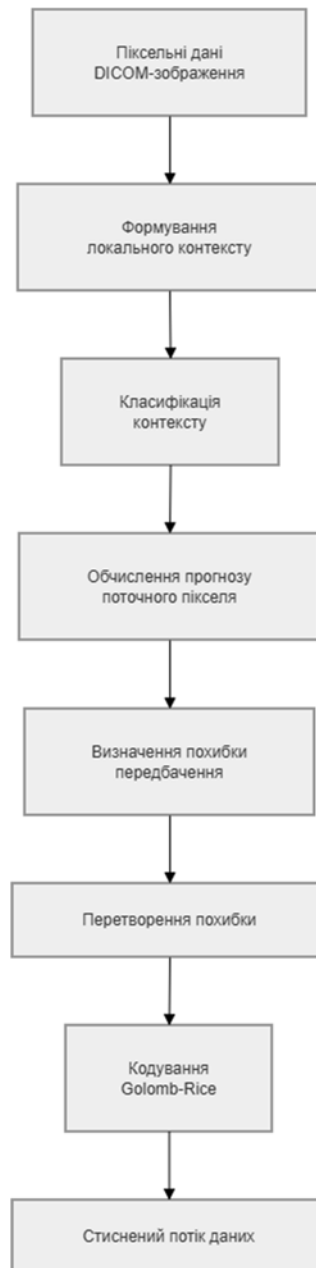 Піксельні дані
DICOM-зображення
Формування
локального контексту
Класифікація
контексту
Обчислення прогнозу
поточного пікселя
Визначення похибки
передбачення
Перетворення похибки
Кодування
Golomb-Rice
Стиснений потік даних